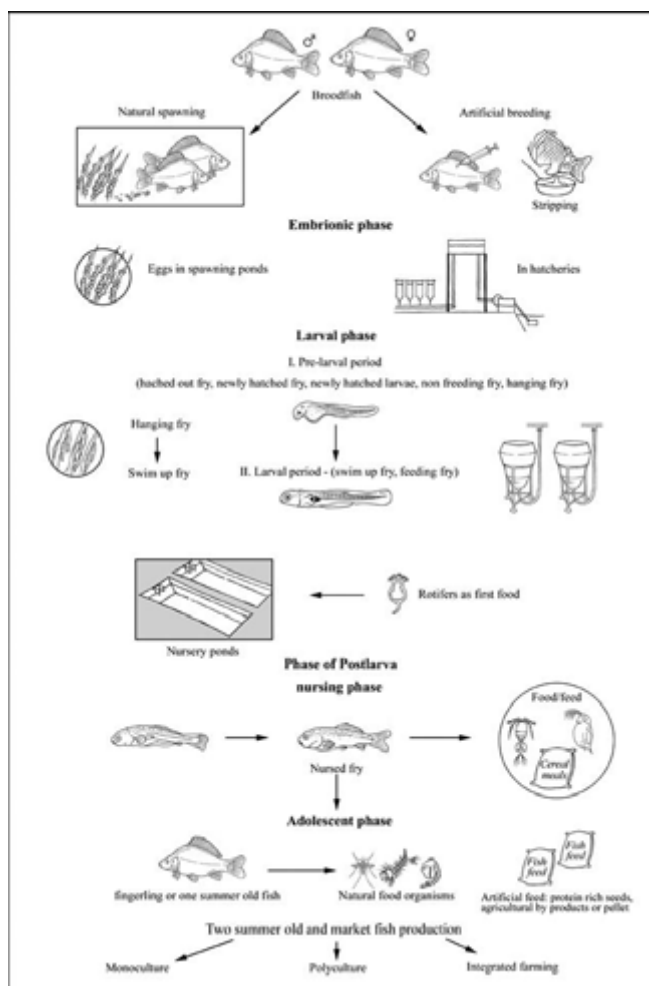 ♂ ♀
Broodfish
Natural spawning
Artificial breeding
Stripping
Embrionic phase
Eggs in spawning ponds
In hatcheries
Larval phase
I. Pre-larval period
(hached out fry, newly hatched fry, newly hatched larvae, non freeding fry, hanging fry)
Hanging fry
Swim up fry
II. Larval period - (swim up fry, feeding fry)
Rotifers as first food
Nursery ponds
Phase of Postlarva
nursing phase
Food/feed
Cereal
meals
Nursed fry
Adolescent phase
Fish
feed
Fish
feed
fingerling or one summer old fish
Natural food organisms
Artificial feed: protein rich seeds,
agricultural by products or pellet
Two summer old and market fish production
Monoculture
Polyculture
Integrated farming